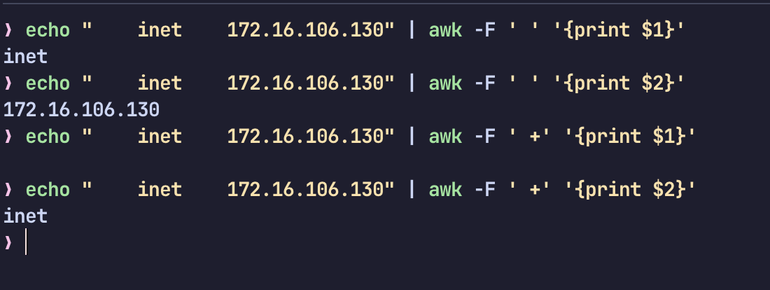 ❯ echo "    inet    172.16.106.130" | awk -F ' ' '{print $1}'
inet
❯ echo "    inet    172.16.106.130" | awk -F ' ' '{print $2}'
172.16.106.130
❯ echo "    inet    172.16.106.130" | awk -F ' +' '{print $1}'

❯ echo "    inet    172.16.106.130" | awk -F ' +' '{print $2}'
inet
❯